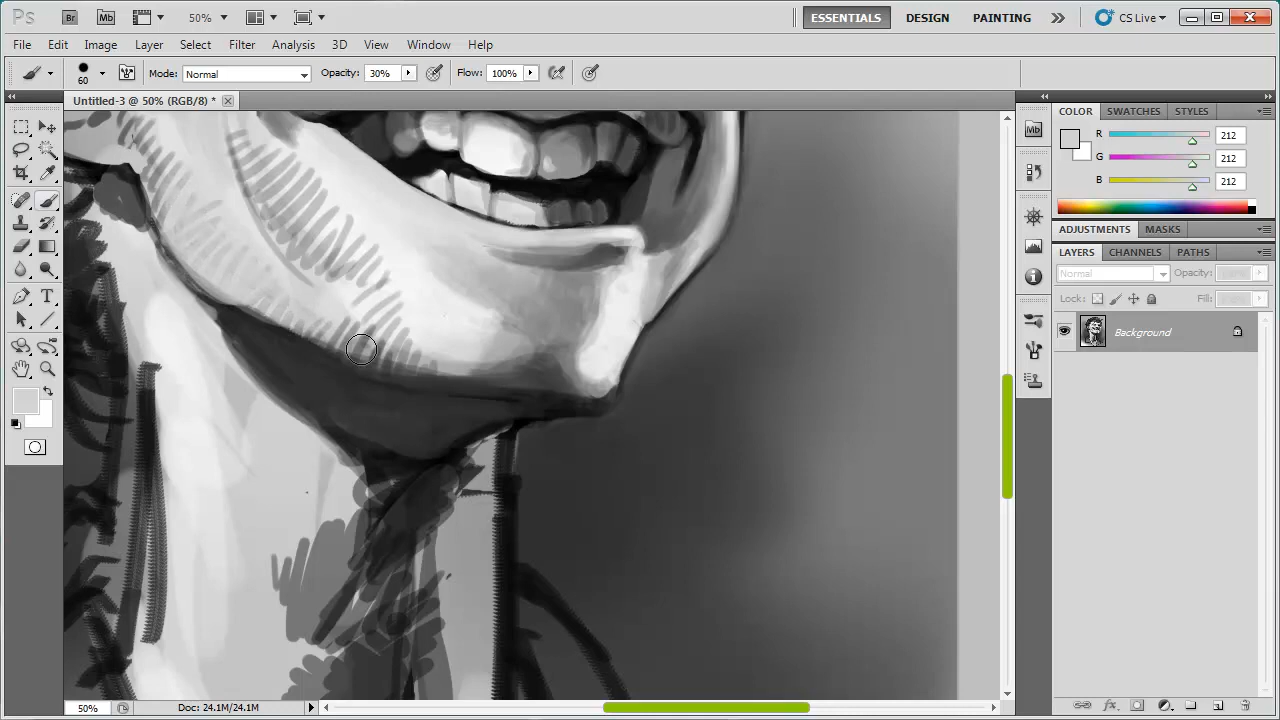 Ps Br Mb 50% ESSENTIALS DESIGN PAINTING CS Live
File Edit Image Layer Select Filter Analysis 3D View Window Help
60 Mode: Normal Opacity: 30% Flow: 100%
Untitled-3 @ 50% (RGB/8) *
COLOR SWATCHES STYLES
Mb
R 212
G 212
B 212
ADJUSTMENTS MASKS
LAYERS CHANNELS PATHS
Normal Opacity:
Lock: Fill:
Background
50% Doc: 24.1M/24.1M